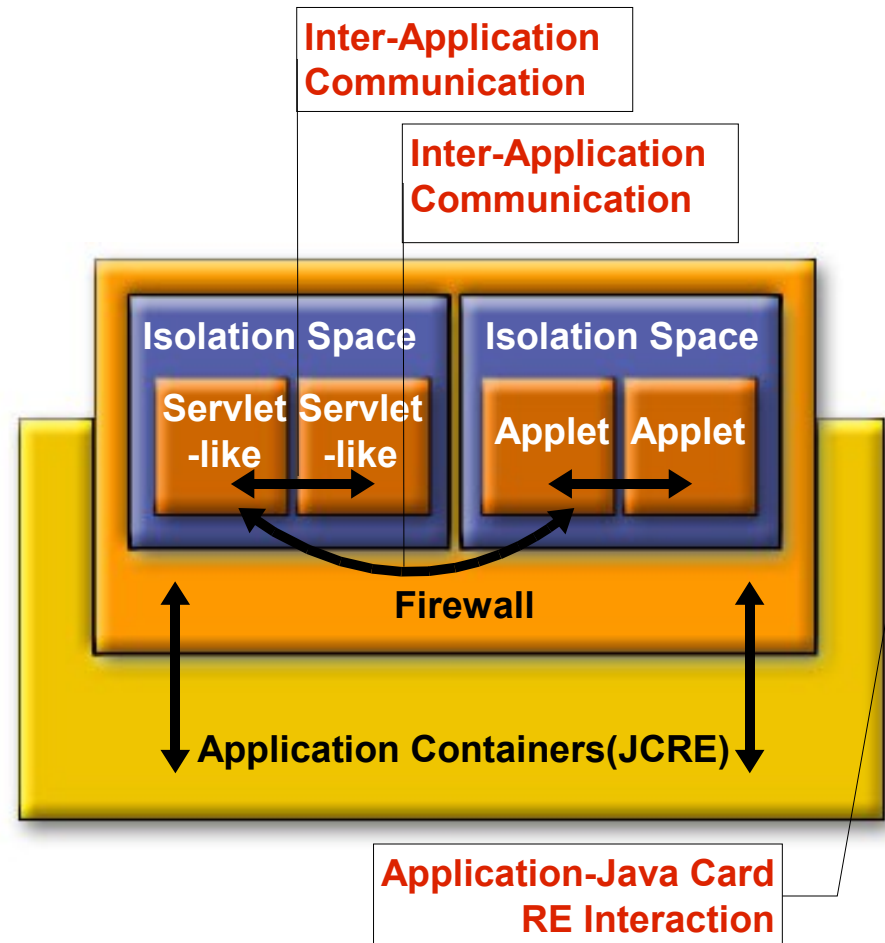 Inter-Application
Communication
Inter-Application
Communication
Isolation Space
Isolation Space
Servlet
-like
Servlet
-like
Applet
Applet
Firewall
Application Containers(JCRE)
Application-Java Card
RE Interaction